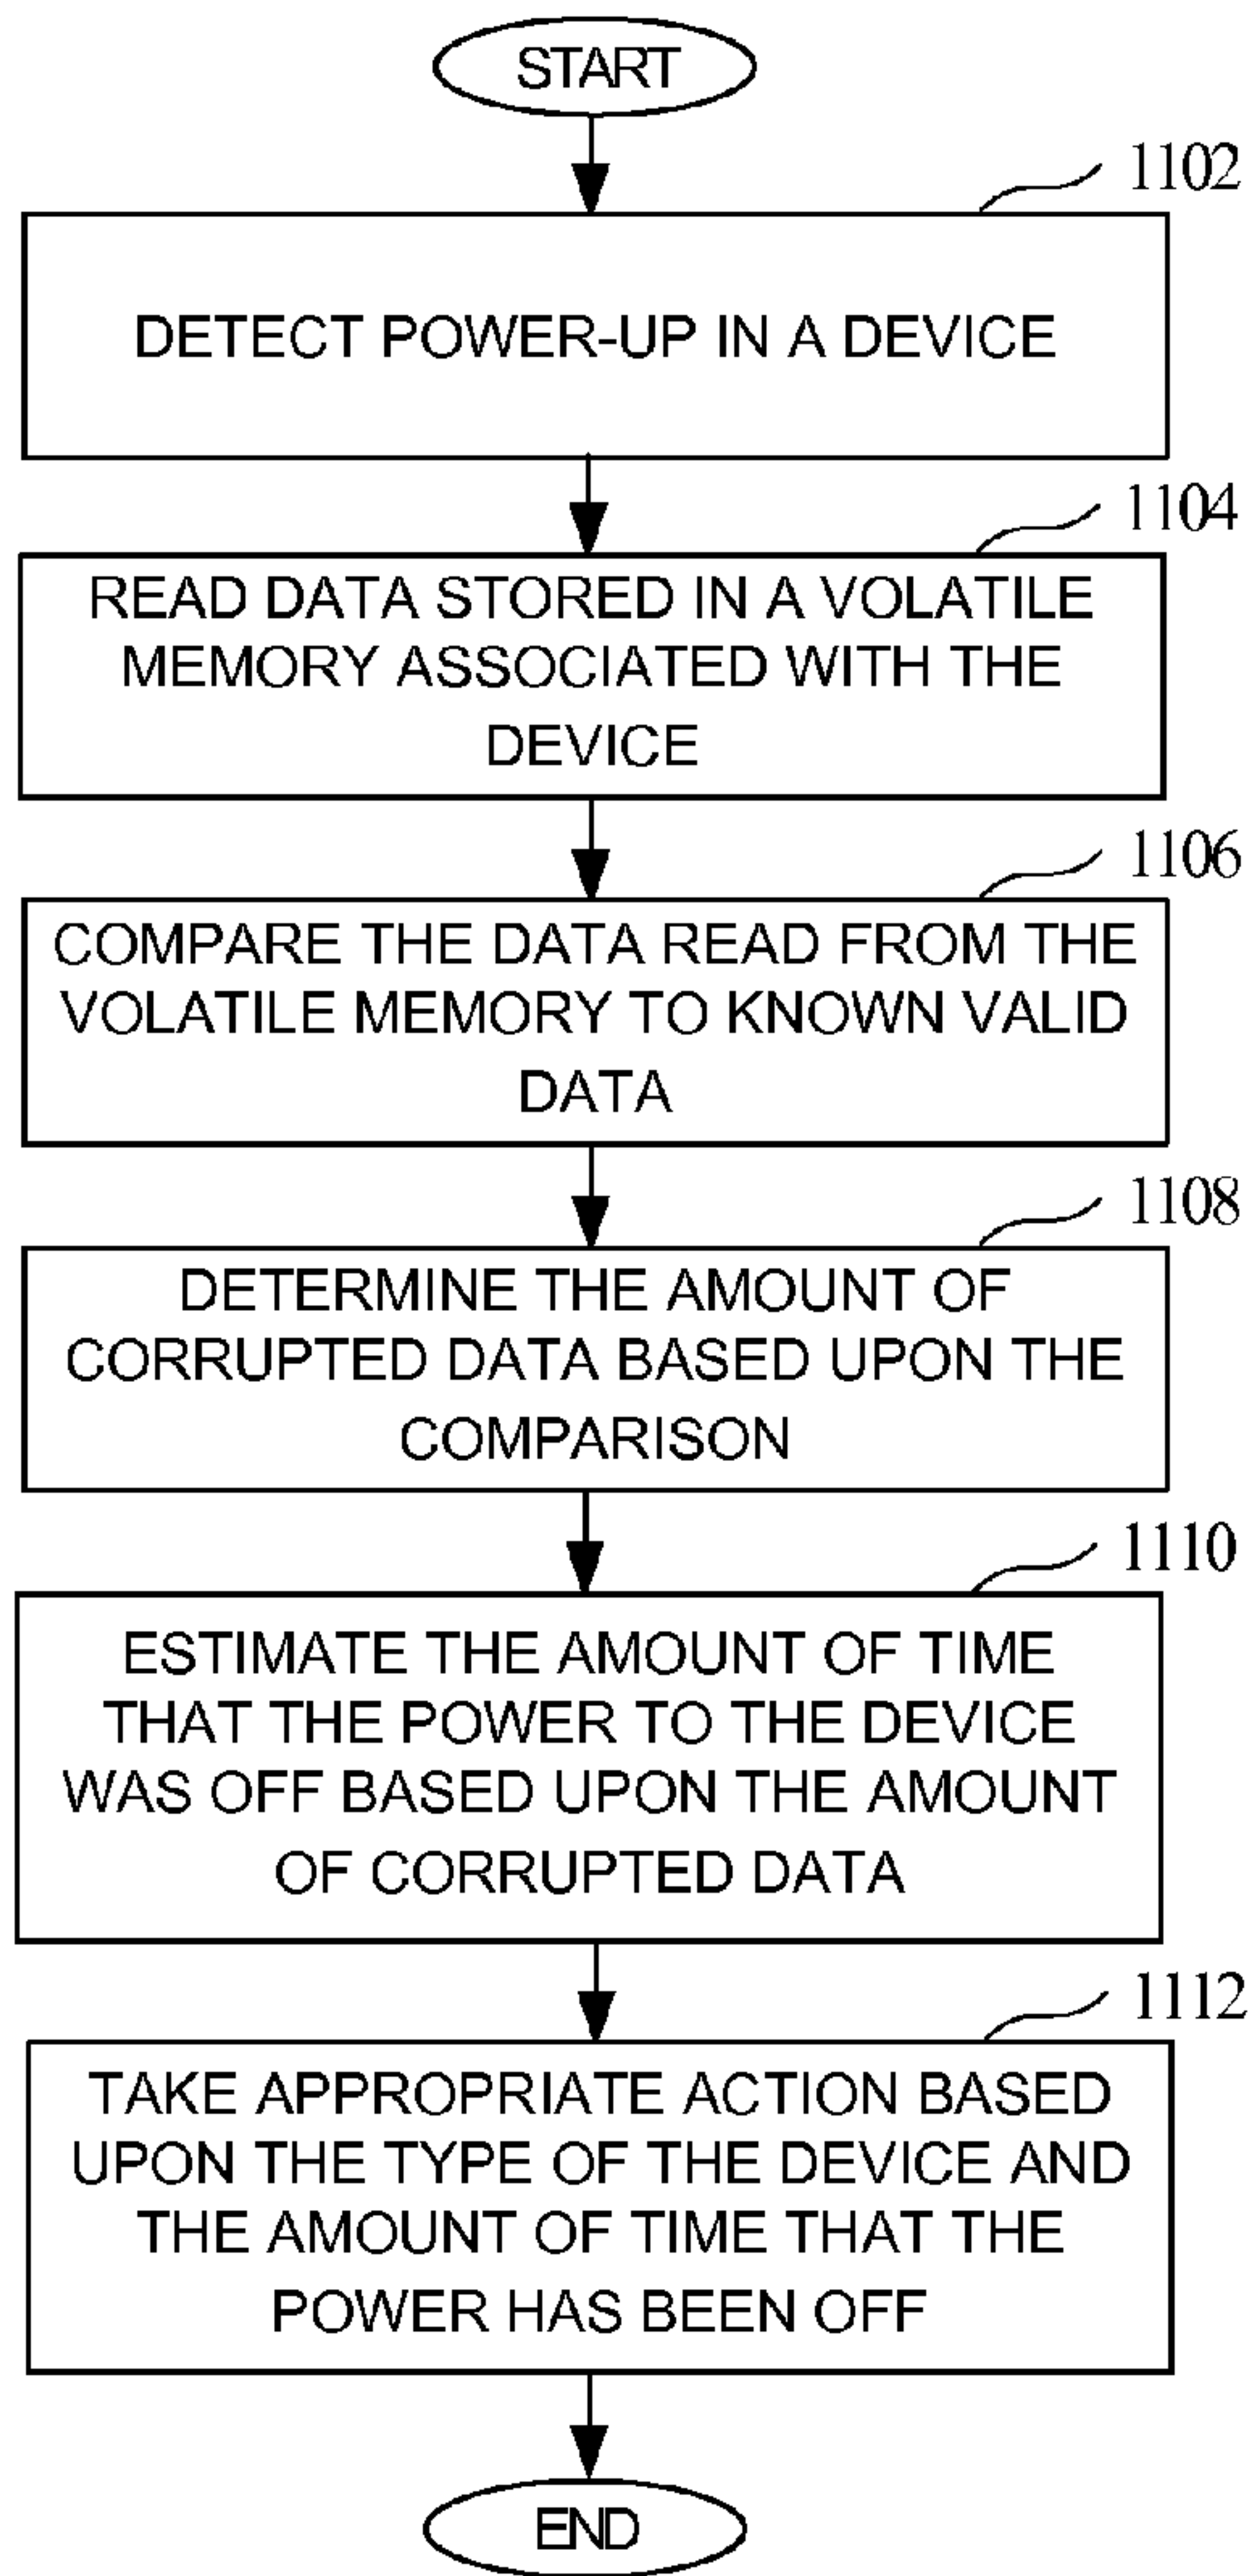 START
1102
DETECT POWER-UP IN A DEVICE
1104
READ DATA STORED IN A VOLATILE
MEMORY ASSOCIATED WITH THE
DEVICE
1106
COMPARE THE DATA READ FROM THE
VOLATILE MEMORY TO KNOWN VALID
DATA
1108
DETERMINE THE AMOUNT OF
CORRUPTED DATA BASED UPON THE
COMPARISON
1110
ESTIMATE THE AMOUNT OF TIME
THAT THE POWER TO THE DEVICE
WAS OFF BASED UPON THE AMOUNT
OF CORRUPTED DATA
1112
TAKE APPROPRIATE ACTION BASED
UPON THE TYPE OF THE DEVICE AND
THE AMOUNT OF TIME THAT THE
POWER HAS BEEN OFF
END